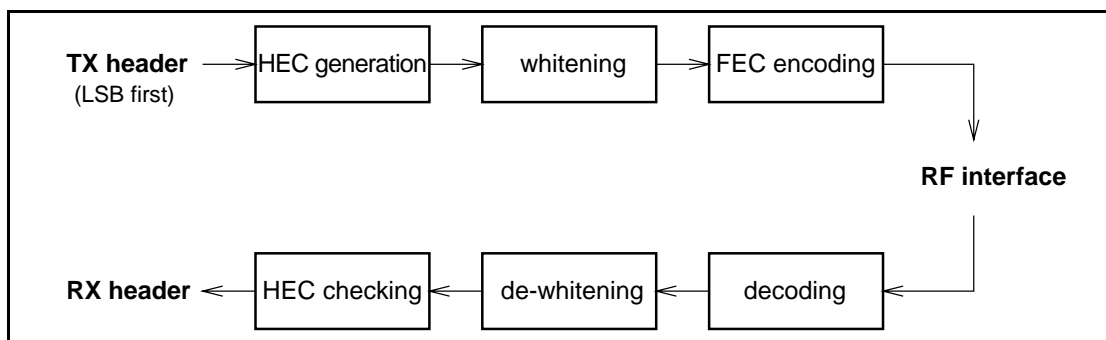 TX header
(LSB first)
HEC generation
whitening
FEC encoding
RF interface
RX header
HEC checking
de-whitening
decoding